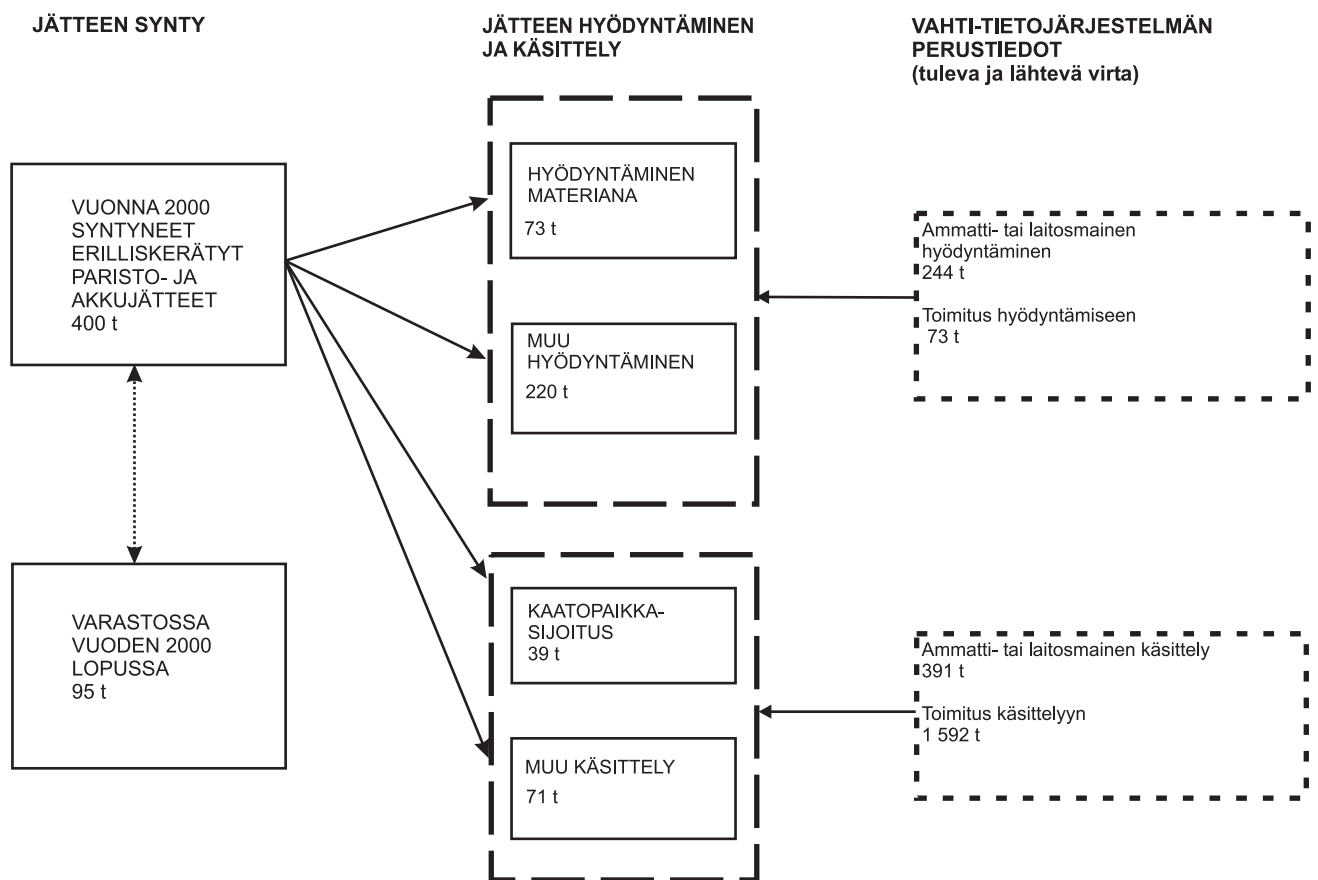 JÄTTEEN SYNTY
JÄTTEEN HYÖDYNTÄMINEN
JA KÄSITTELY
VAHTI-TIETOJÄRJESTELMÄN
PERUSTIEDOT
(tuleva ja lähtevä virta)
VUONNA 2000
SYNTYNEET
ERILLISKERÄTYT
PARISTO- JA
AKKUJÄTTEET
400 t
VARASTOSSA
VUODEN 2000
LOPUSSA
95 t
HYÖDYNTÄMINEN
MATERIANA
73 t
MUU
HYÖDYNTÄMINEN
220 t
KAATOPAIKKA-
SIJOITUS
39 t
MUU KÄSITTELY
71 t
Ammatti- tai laitosmainen
hyödyntäminen
244 t
Toimitus hyödyntämiseen
73 t
Ammatti- tai laitosmainen käsittely
391 t
Toimitus käsittelyyn
1 592 t